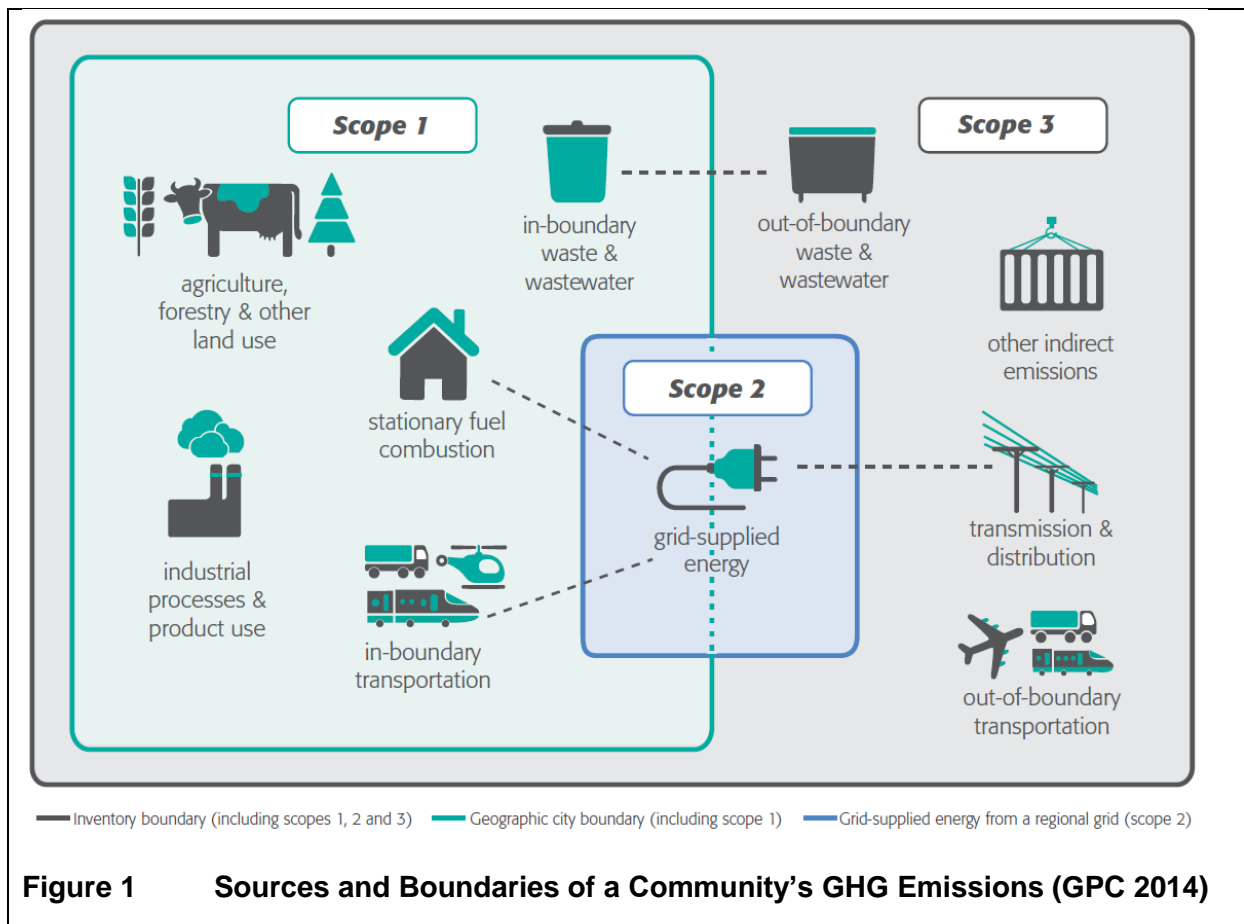 Scope 1
Scope 3
in-boundary
waste &
wastewater
out-of-boundary
waste &
wastewater
agriculture,
forestry & other
land use
other indirect
emissions
stationary fuel
combustion
Scope 2
grid-supplied
energy
transmission &
distribution
industrial
processes &
product use
in-boundary
transportation
out-of-boundary
transportation
Inventory boundary (including scopes 1, 2 and 3) Geographic city boundary (including scope 1) Grid-supplied energy from a regional grid (scope 2)
Figure 1 Sources and Boundaries of a Community's GHG Emissions (GPC 2014)